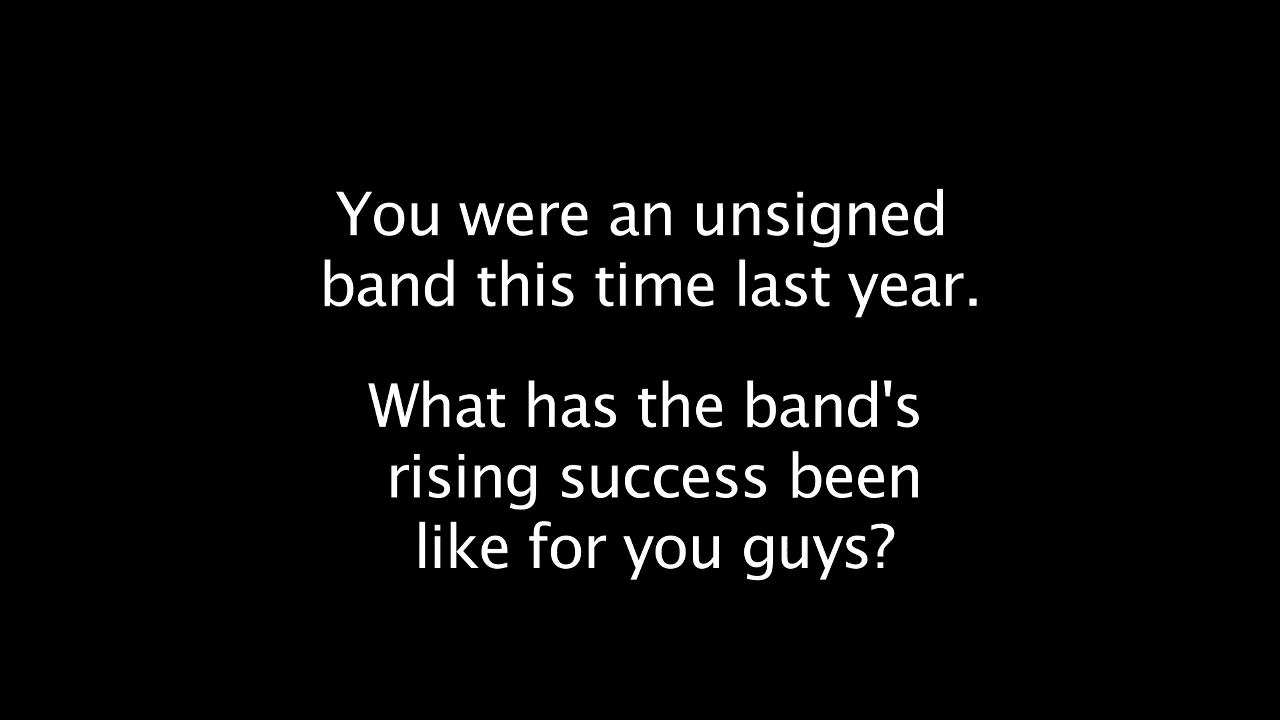 You were an unsigned
band this time last year.
What has the band's
rising success been
like for you guys?